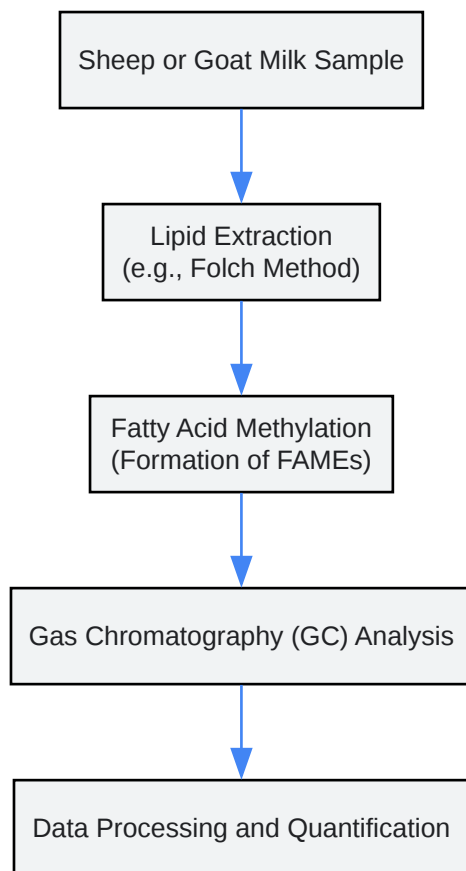 Sheep or Goat Milk Sample
Lipid Extraction
(e.g., Folch Method)
Fatty Acid Methylation
(Formation of FAMEs)
Gas Chromatography (GC) Analysis
Data Processing and Quantification